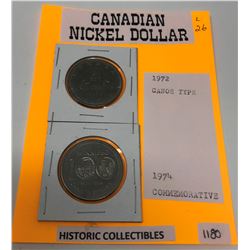 CANADIAN
NICKEL DOLLAR
L
26
1972
CANOE TYPE
1974
COMMEMORATIVE
HISTORIC COLLECTIBLES
1180